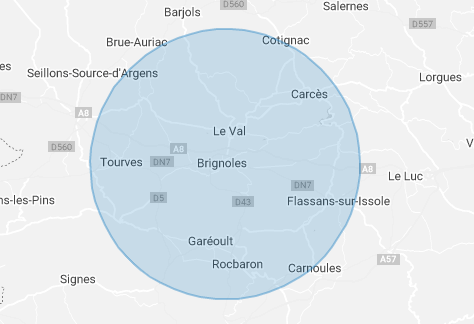 D560
Salernes
Barjols
D557
Brue-Auriac
Cotignac
es
Seillons-Source-d'Argens
Lorgues
DN7
Carcès
A8
Le Val
D560
A8
Tourves
DN7
Brignoles
A8
Le Luc
DN7
ns-les-Pins
D5
D43
Flassans-sur-Issole
Garéoult
A57
Rocbaron
Carnoules
Signes